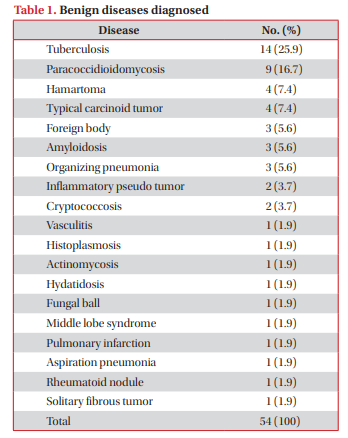 Table 1. Benign diseases diagnosed
Disease No. (%)
Tuberculosis 14 (25.9)
Paracoccidioidomycosis 9 (16.7)
Hamartoma 4 (7.4)
Typical carcinoid tumor 4 (7.4)
Foreign body 3 (5.6)
Amyloidosis 3 (5.6)
Organizing pneumonia 3 (5.6)
Inflammatory pseudo tumor 2 (3.7)
Cryptococcosis 2 (3.7)
Vasculitis 1 (1.9)
Histoplasmosis 1 (1.9)
Actinomycosis 1 (1.9)
Hydatidosis 1 (1.9)
Fungal ball 1 (1.9)
Middle lobe syndrome 1 (1.9)
Pulmonary infarction 1 (1.9)
Aspiration pneumonia 1 (1.9)
Rheumatoid nodule 1 (1.9)
Solitary fibrous tumor 1 (1.9)
Total 54 (100)